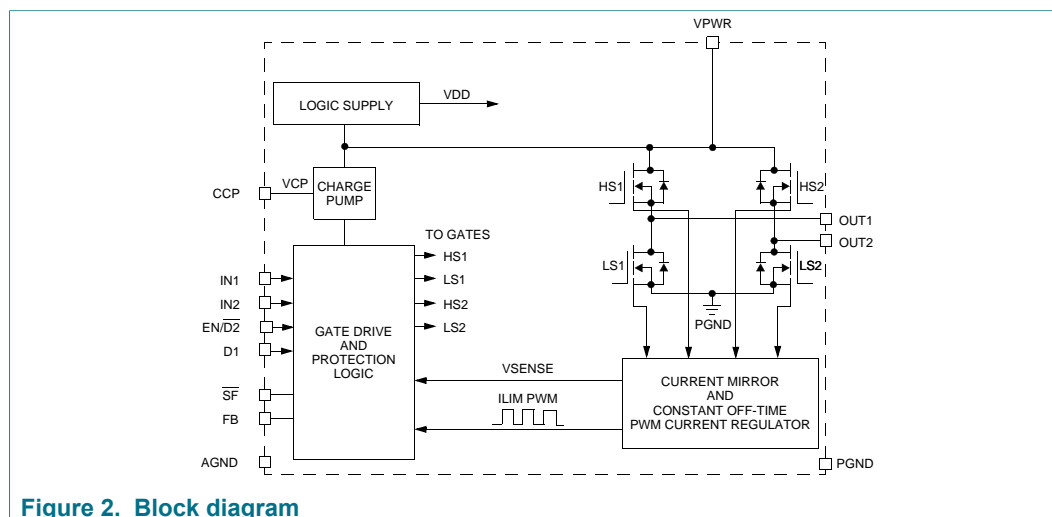 VPWR
LOGIC SUPPLY
VDD
CCP
VCP
CHARGE
PUMP
HS1
HS2
OUT1
OUT2
TO GATES
HS1
LS1
HS2
LS2
LS1
LS2
PGND
IN1
IN2
EN/D2
D1
SF
FB
AGND
GATE DRIVE
AND
PROTECTION
LOGIC
VSENSE
ILIM PWM
CURRENT MIRROR
AND
CONSTANT OFF-TIME
PWM CURRENT REGULATOR
PGND
Figure 2. Block diagram